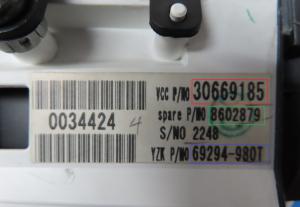 VCC P/NO 30669185
spare P/NO 8602879
0034424 4
S/NO 2248
YZK P/NO 69294-980T